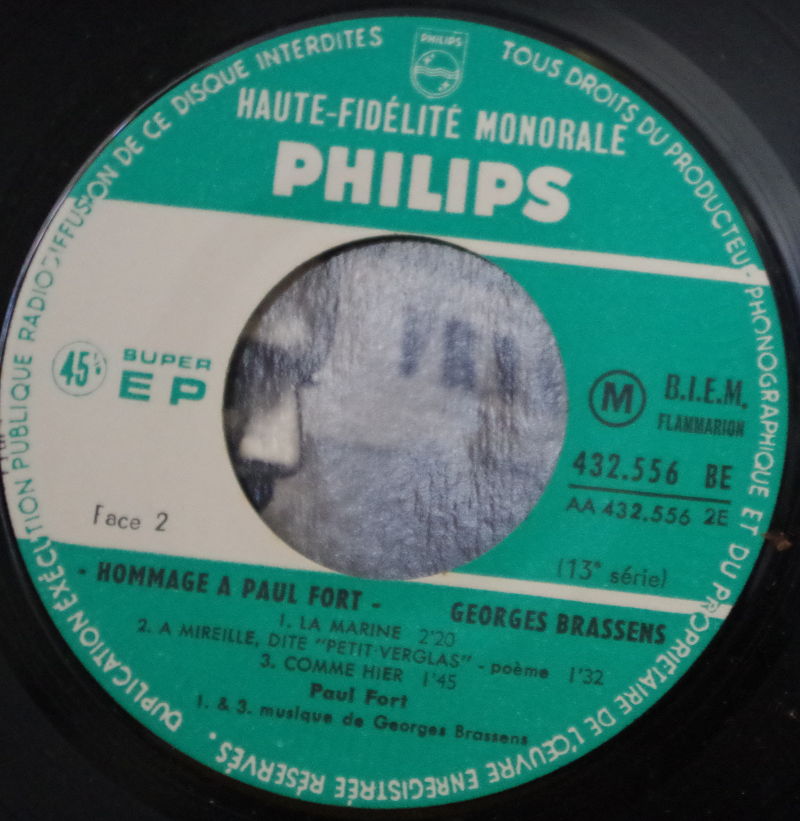 TOUS DROITS DU PRODUCTEUR PHONOGRAPHIQUE ET DU PROPRIÉTAIRE DE L'ŒUVRE ENREGISTRÉE RÉSERVÉS. DUPLICATION EXÉCUTION PUBLIQUE RADIODIFFUSION DE CE DISQUE INTERDITES
PHILIPS
HAUTE-FIDÉLITÉ MONORALE
PHILIPS
45
SUPER
EP
M
B.I.E.M.
FLAMMARION
432.556 BE
AA 432.556 2E
Face 2
(13e série)
- HOMMAGE A PAUL FORT -
GEORGES BRASSENS
1. LA MARINE 2'20
2. A MIREILLE, DITE "PETIT-VERGLAS" - poème 1'32
3. COMME HIER 1'45
Paul Fort
1. & 3. musique de Georges Brassens